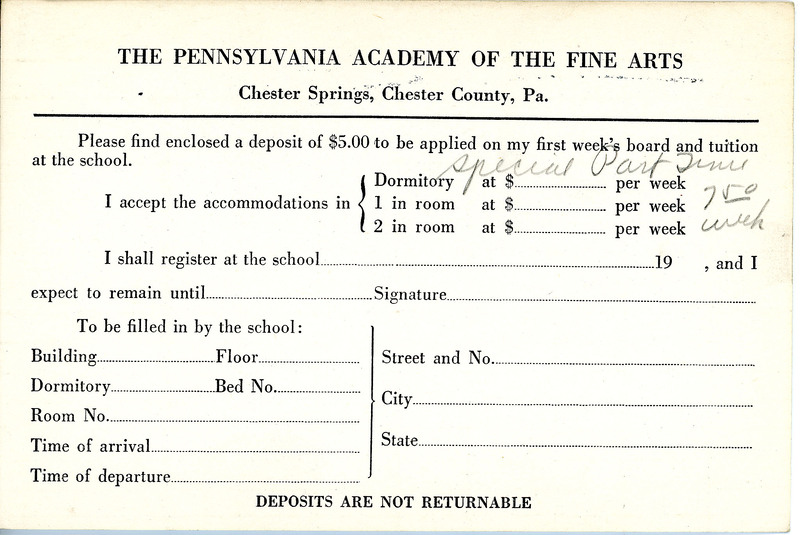 THE PENNSYLVANIA ACADEMY OF THE FINE ARTS
Chester Springs, Chester County, Pa.
Please find enclosed a deposit of $5.00 to be applied on my first week's board and tuition
at the school.
Special Part Time
Dormitory at $ per week
7 50
I accept the accommodations in { 1 in room at $ per week
week
2 in room at $ per week
I shall register at the school 19 , and I
expect to remain until Signature
To be filled in by the school:
Building Floor
Street and No.
Dormitory Bed No.
City
Room No.
State
Time of arrival
Time of departure
DEPOSITS ARE NOT RETURNABLE